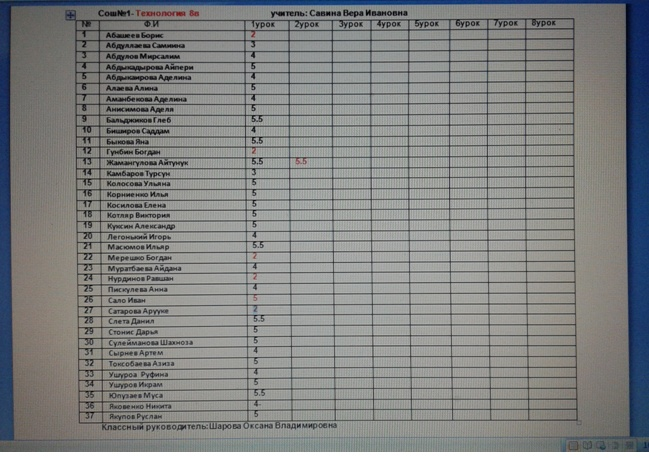 Сош№1- Технология 8а учитель: Савина Вера Ивановна
№ Ф.И 1урок 2урок 3урок 4урок 5урок 6урок 7урок 8урок
1 Абашеев Борис 2
2 Абдуллаева Самиина 3
3 Абдулов Мирсалим 4
4 Абдыкадырова Айпери 5
5 Абдыкаирова Аделина 4
6 Алаева Алина 5
7 Аманбекова Аделина 4
8 Анисимова Аделя 5
9 Бальджиков Глеб 5.5
10 Биширов Саддам 4
11 Быкова Яна 5.5
12 Гунбин Богдан 2
13 Жамангулова Айтунук 5.5 5.5
14 Камбаров Турсун 3
15 Колосова Ульяна 5
16 Корниенко Илья 5
17 Косилова Елена 5
18 Котляр Виктория 5
19 Куксин Александр 5
20 Легонький Игорь 4
21 Масюмов Ильяр 5.5
22 Мерешко Богдан 2
23 Муратбаева Айдана 4
24 Нурдинов Равшан 2
25 Пискулева Анна 4
26 Сало Иван 5
27 Сатарова Арууке 2
28 Слета Данил 5.5
29 Стонис Дарья 5
30 Сулейманова Шахноза 5
31 Сырнев Артем 4
32 Токсобаева Азиза 5
33 Ушуроа Руфина 4
34 Ушуров Икрам 5
35 Юпузаев Муса 5.5
36 Яковенко Никита 4-
37 Якупов Руслан 5
Классный руководитель:Шарова Оксана Владимировна